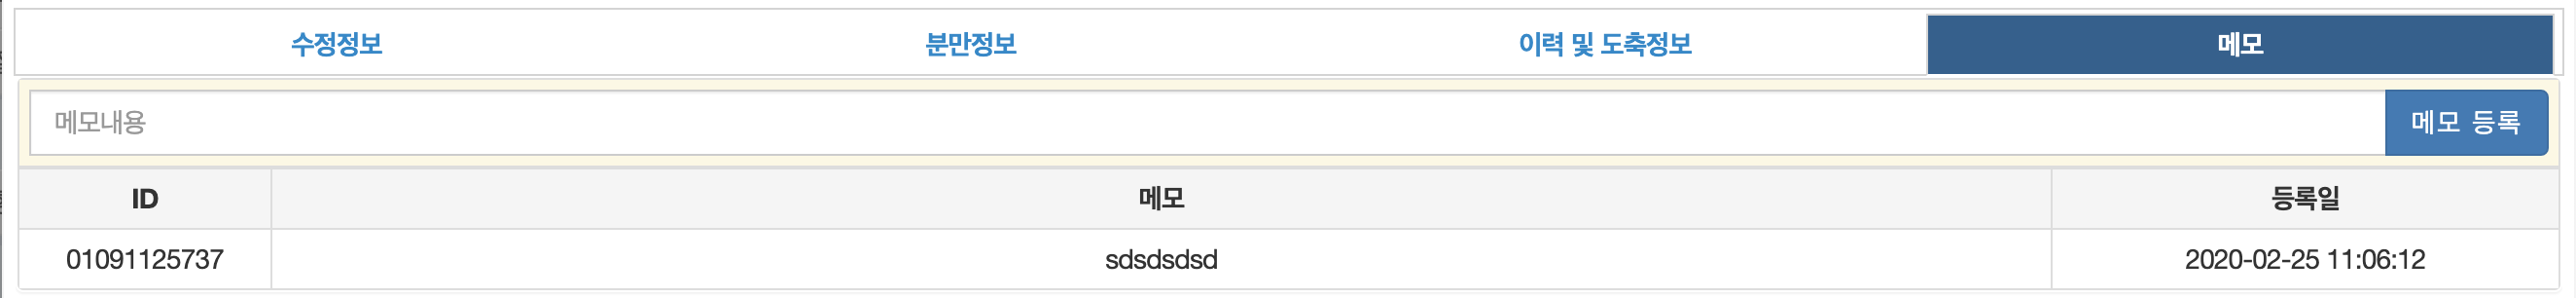 수정정보 분만정보 이력 및 도축정보 메모
메모내용 메모 등록
ID 메모 등록일
01091125737 sdsdsdsd 2020-02-25 11:06:12